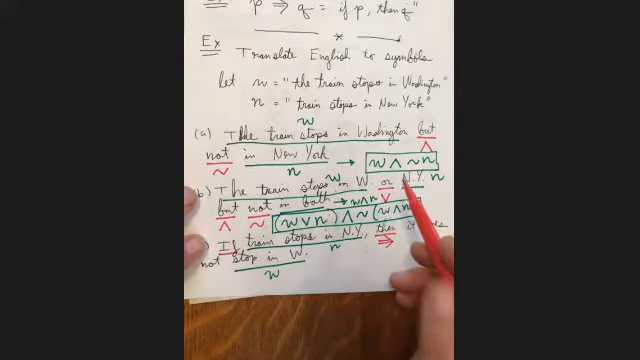 p ⇒ q = if p, then q"
*
Ex Translate English to symbols
let w = "the train stops in Washington"
n = "train stops in New York"
w
(a) The train stops in Washington but
∧
not in New York → w ∧ ~n
~ n
w n
(b) The train stops in W. or N.Y.
∨
but not in both → w∧n
∧ ~ (w ∨ n) ∧ ~(w ∧ n)
If train stops in N.Y., then it
n ⇒
not stop in W.
w